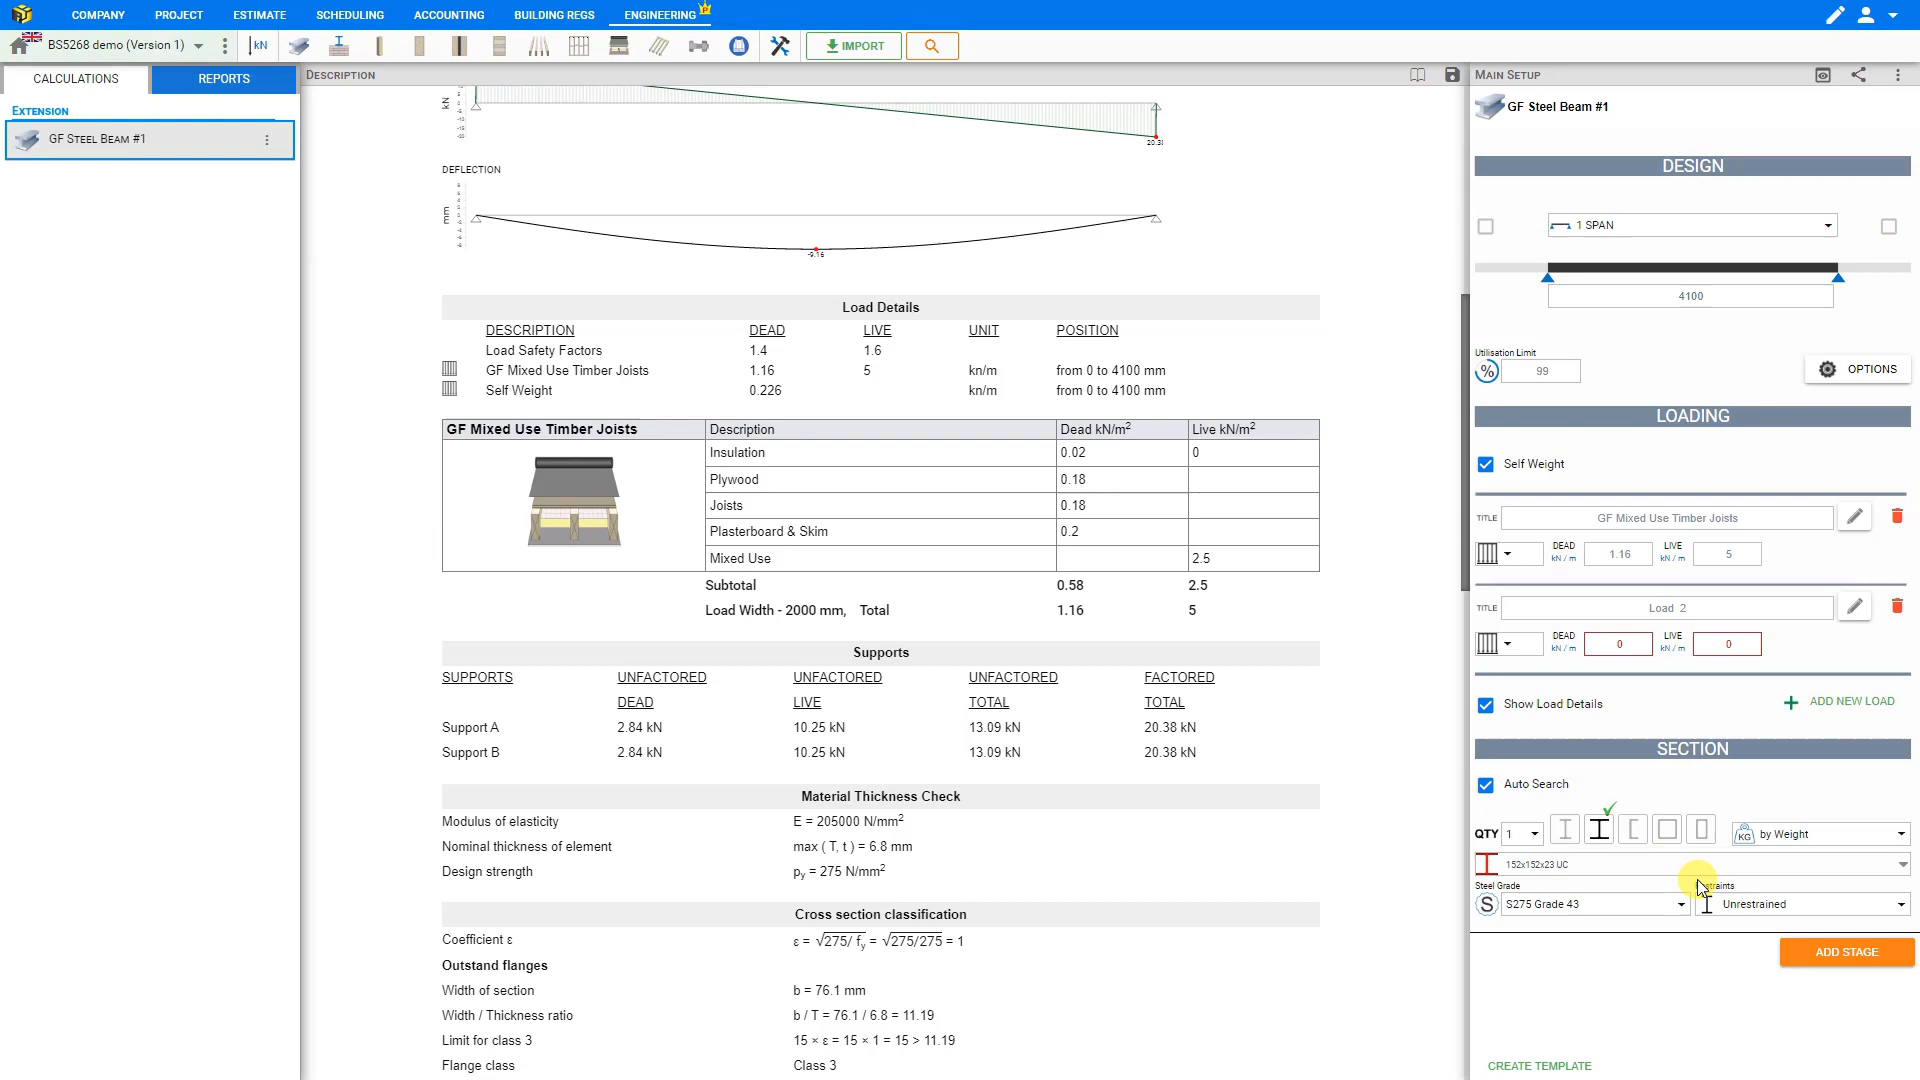 COMPANY PROJECT ESTIMATE SCHEDULING ACCOUNTING BUILDING REGS ENGINEERING
BS5268 demo (Version 1) kN IMPORT
CALCULATIONS REPORTS
EXTENSION
GF STEEL BEAM #1
DESCRIPTION
kN
20.38
DEFLECTION
mm
-9.16
Load Details
DESCRIPTION DEAD LIVE UNIT POSITION
Load Safety Factors 1.4 1.6
GF Mixed Use Timber Joists 1.16 5 kn/m from 0 to 4100 mm
Self Weight 0.226 kn/m from 0 to 4100 mm
GF Mixed Use Timber Joists Description Dead kN/m² Live kN/m²
Insulation 0.02 0
Plywood 0.18
Joists 0.18
Plasterboard & Skim 0.2
Mixed Use 2.5
Subtotal 0.58 2.5
Load Width - 2000 mm, Total 1.16 5
Supports
SUPPORTS UNFACTORED UNFACTORED UNFACTORED FACTORED
DEAD LIVE TOTAL TOTAL
Support A 2.84 kN 10.25 kN 13.09 kN 20.38 kN
Support B 2.84 kN 10.25 kN 13.09 kN 20.38 kN
Material Thickness Check
Modulus of elasticity E = 205000 N/mm²
Nominal thickness of element max ( T, t ) = 6.8 mm
Design strength py = 275 N/mm²
Cross section classification
Coefficient ε ε = √275/ fy = √275/275 = 1
Outstand flanges
Width of section b = 76.1 mm
Width / Thickness ratio b / T = 76.1 / 6.8 = 11.19
Limit for class 3 15 × ε = 15 × 1 = 15 > 11.19
Flange class Class 3
MAIN SETUP
GF Steel Beam #1
DESIGN
1 SPAN
4100
Utilisation Limit
% 99 OPTIONS
LOADING
Self Weight
TITLE GF Mixed Use Timber Joists
DEAD kN / m 1.16 LIVE kN / m 5
TITLE Load 2
DEAD kN / m 0 LIVE kN / m 0
Show Load Details ADD NEW LOAD
SECTION
Auto Search
QTY 1 KG by Weight
152x152x23 UC
Steel Grade
S S275 Grade 43 Unrestrained
ADD STAGE
CREATE TEMPLATE